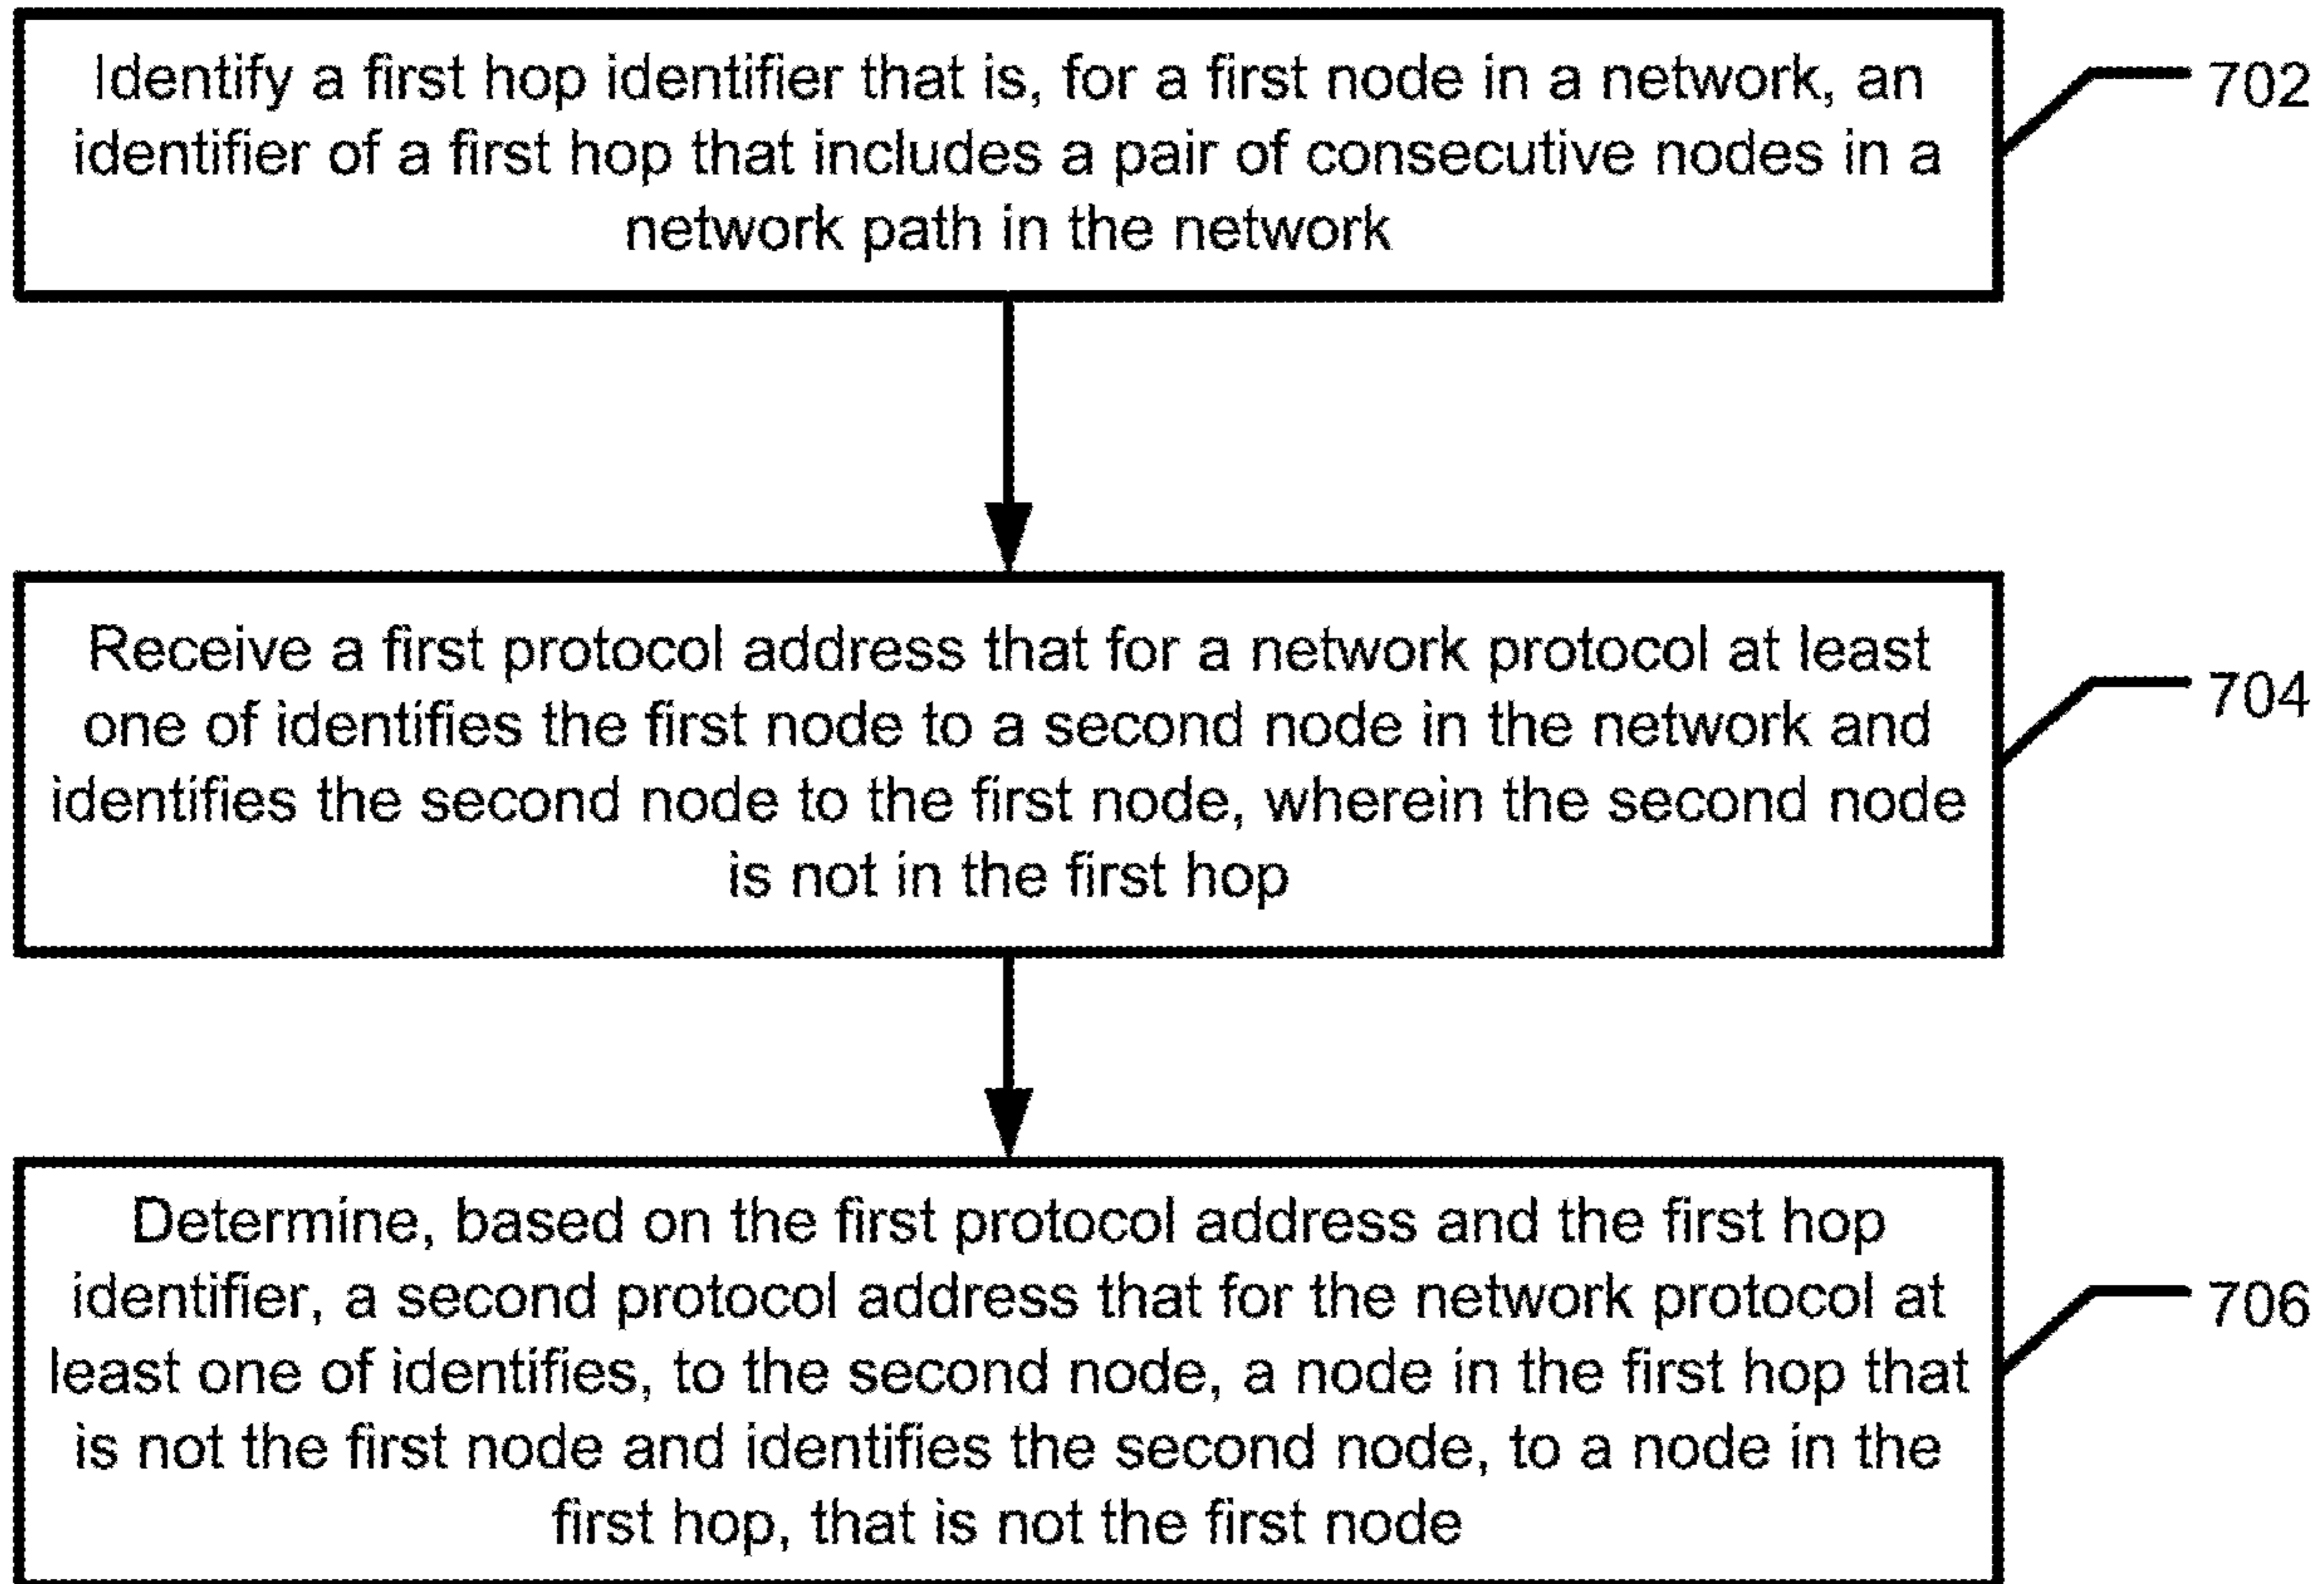 Identify a first hop identifier that is, for a first node in a network, an
identifier of a first hop that includes a pair of consecutive nodes in a
network path in the network
702
Receive a first protocol address that for a network protocol at least
one of identifies the first node to a second node in the network and
identifies the second node to the first node, wherein the second node
is not in the first hop
704
Determine, based on the first protocol address and the first hop
identifier, a second protocol address that for the network protocol at
least one of identifies, to the second node, a node in the first hop that
is not the first node and identifies the second node, to a node in the
first hop, that is not the first node
706